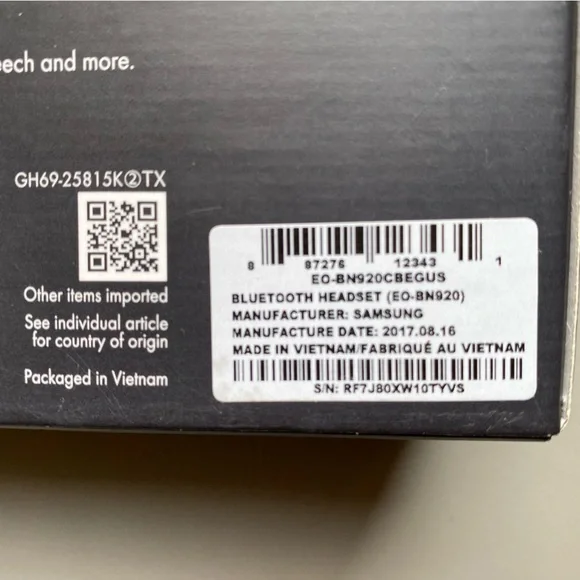 eech and more.
GH69-25815K②TX
Other items imported
See individual article
for country of origin
Packaged in Vietnam
8 87276 12343 1
EO-BN920CBEGUS
BLUETOOTH HEADSET (EO-BN920)
MANUFACTURER: SAMSUNG
MANUFACTURE DATE: 2017.08.16
MADE IN VIETNAM/FABRIQUÉ AU VIETNAM
S/N: RF7J80XW10TYVS